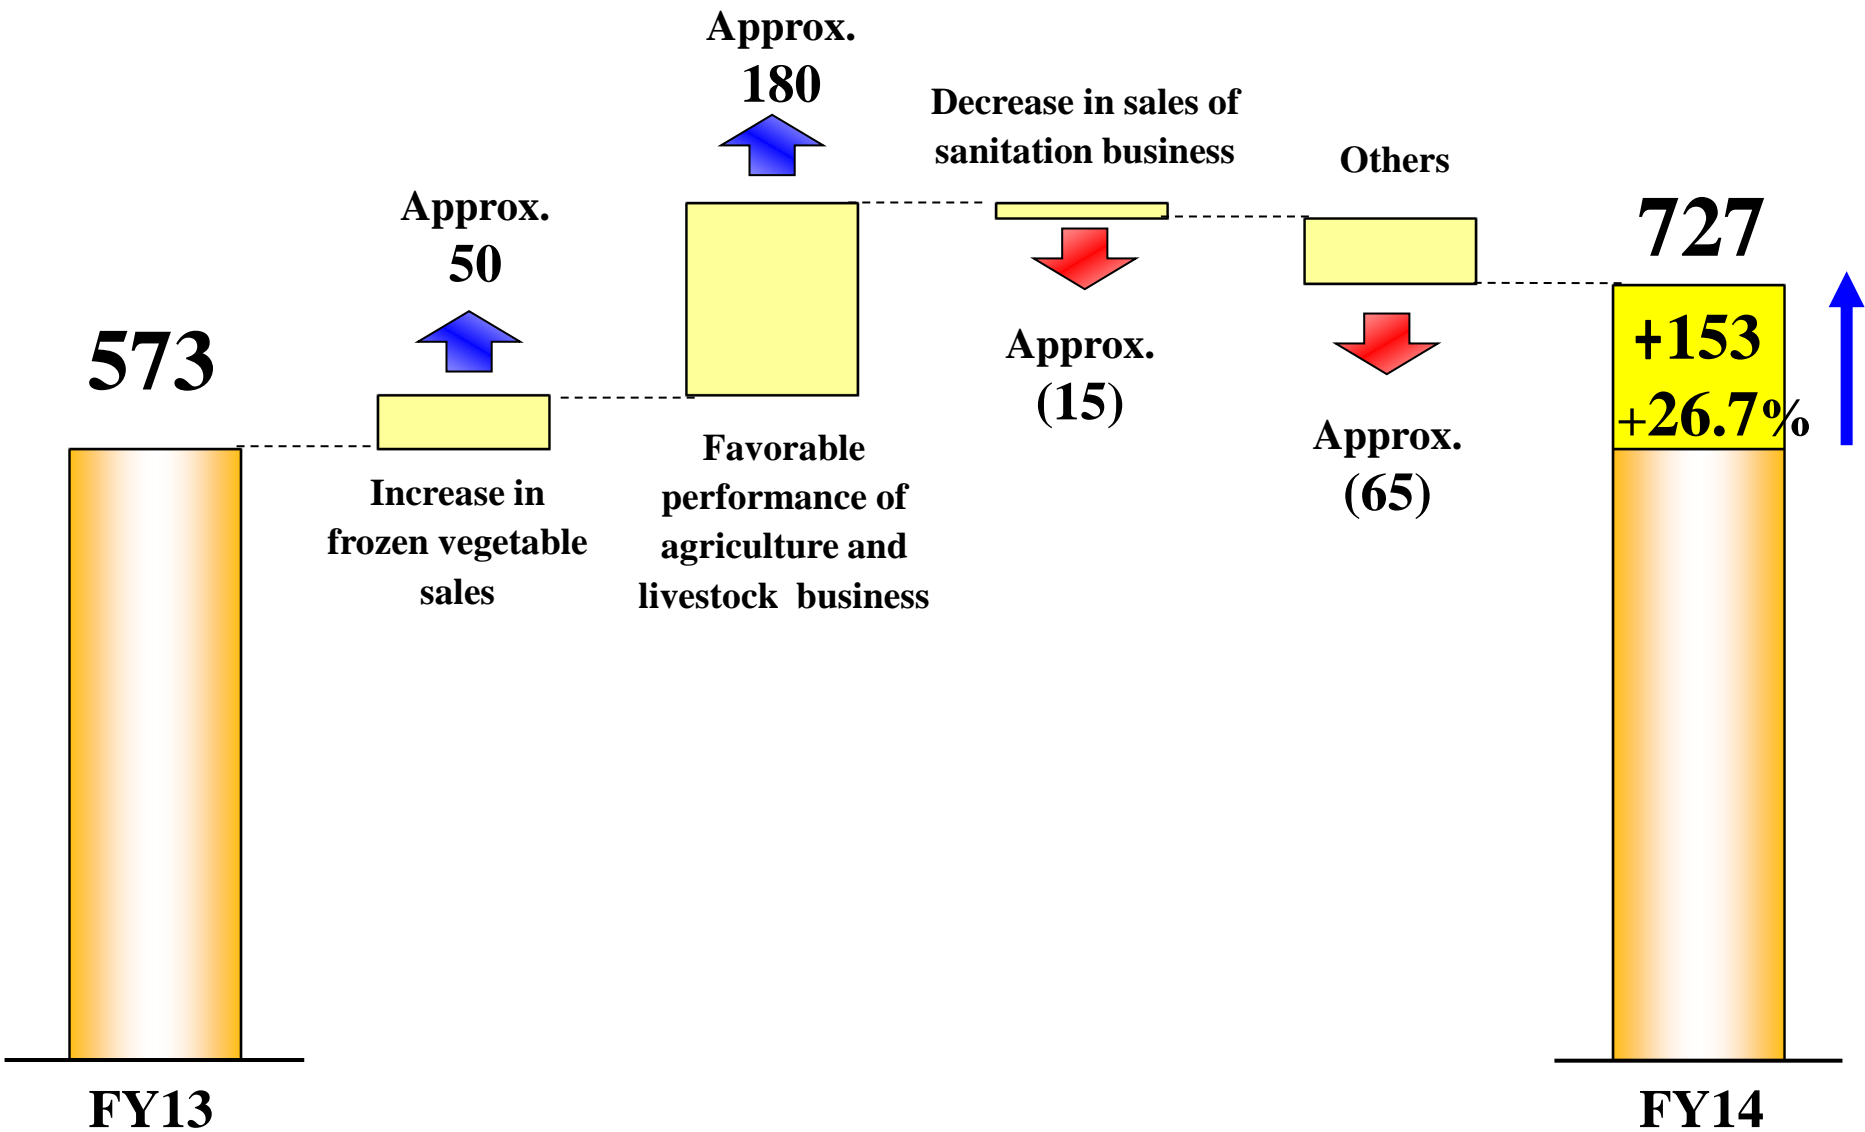 573
FY13
Approx.
50
Increase in
frozen vegetable
sales
Approx.
180
Favorable
performance of
agriculture and
livestock business
Decrease in sales of
sanitation business
Approx.
(15)
Others
Approx.
(65)
727
+153
+26.7%
FY14